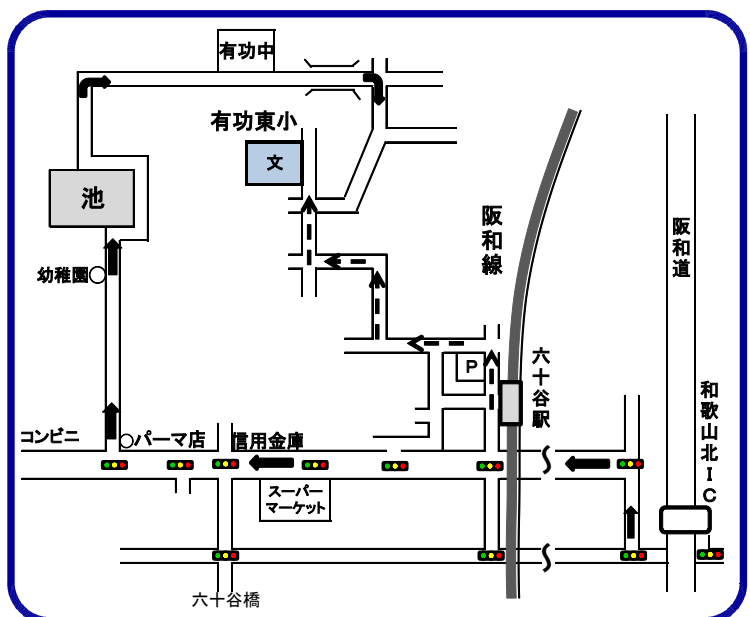 有功中
有功東小
文
池
阪和線
阪和道
幼稚園
P
六十谷駅
和歌山北IC
コンビニ
パーマ店
信用金庫
スーパー
マーケット
六十谷橋